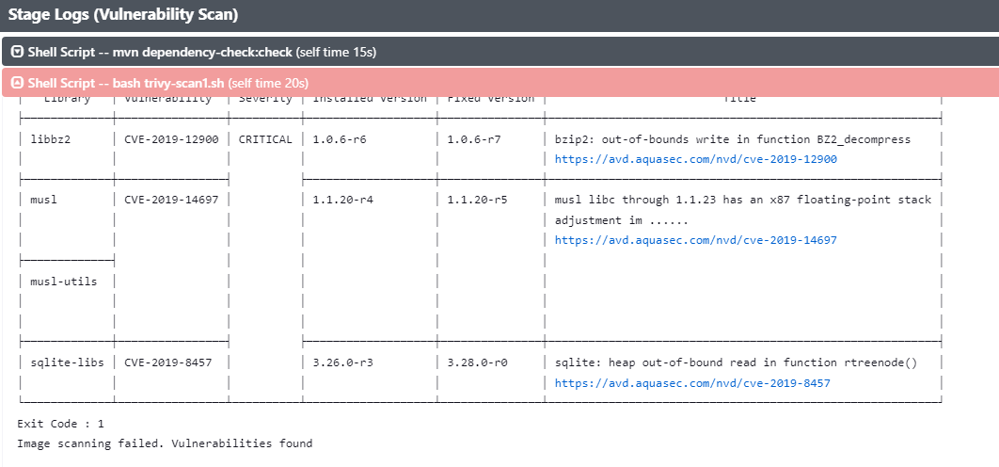 Stage Logs (Vulnerability Scan)
Shell Script -- mvn dependency-check:check (self time 15s)
Shell Script -- bash trivy-scan1.sh (self time 20s)
Library Vulnerability Severity Installed Version Fixed Version Title
libbz2 CVE-2019-12900 CRITICAL 1.0.6-r6 1.0.6-r7 bzip2: out-of-bounds write in function BZ2_decompress
https://avd.aquasec.com/nvd/cve-2019-12900
musl CVE-2019-14697 1.1.20-r4 1.1.20-r5 musl libc through 1.1.23 has an x87 floating-point stack
adjustment im ......
https://avd.aquasec.com/nvd/cve-2019-14697
musl-utils
sqlite-libs CVE-2019-8457 3.26.0-r3 3.28.0-r0 sqlite: heap out-of-bound read in function rtreenode()
https://avd.aquasec.com/nvd/cve-2019-8457
Exit Code : 1
Image scanning failed. Vulnerabilities found